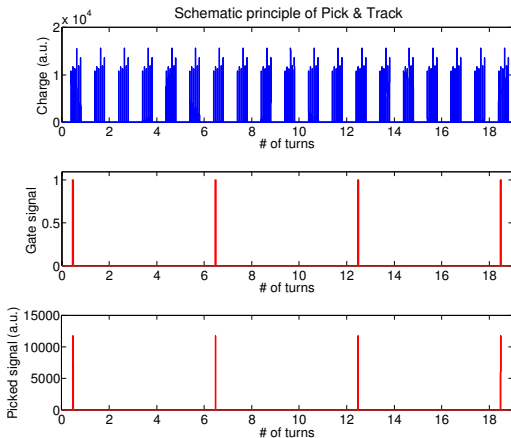 Schematic principle of Pick & Track
2 x 10^4
Charge (a.u.)
2
1
0
0 2 4 6 8 10 12 14 16 18
# of turns
Gate signal
1
0.5
0
0 2 4 6 8 10 12 14 16 18
# of turns
Picked signal (a.u.)
15000
10000
5000
0
0 2 4 6 8 10 12 14 16 18
# of turns